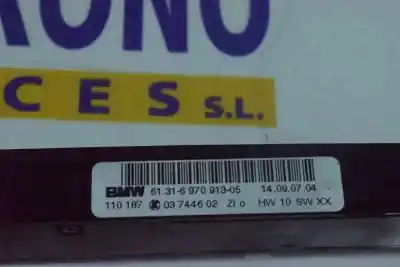 RONO
CES S.L.
BMW 61.31-6 970 913-05 14.09.07 04
110 187 03 7446 02 ZI o HW 10 SW XX